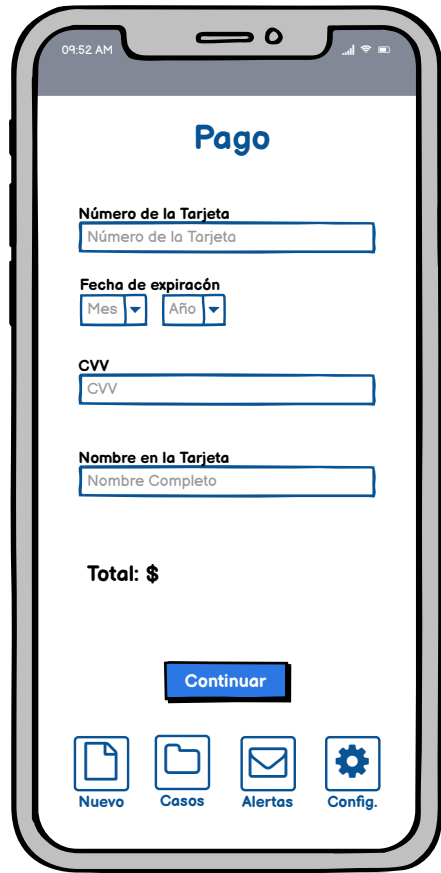 09:52 AM
Pago
Número de la Tarjeta
Número de la Tarjeta
Fecha de expiracón
Mes Año
CVV
CVV
Nombre en la Tarjeta
Nombre Completo
Total: $
Continuar
Nuevo Casos Alertas Config.